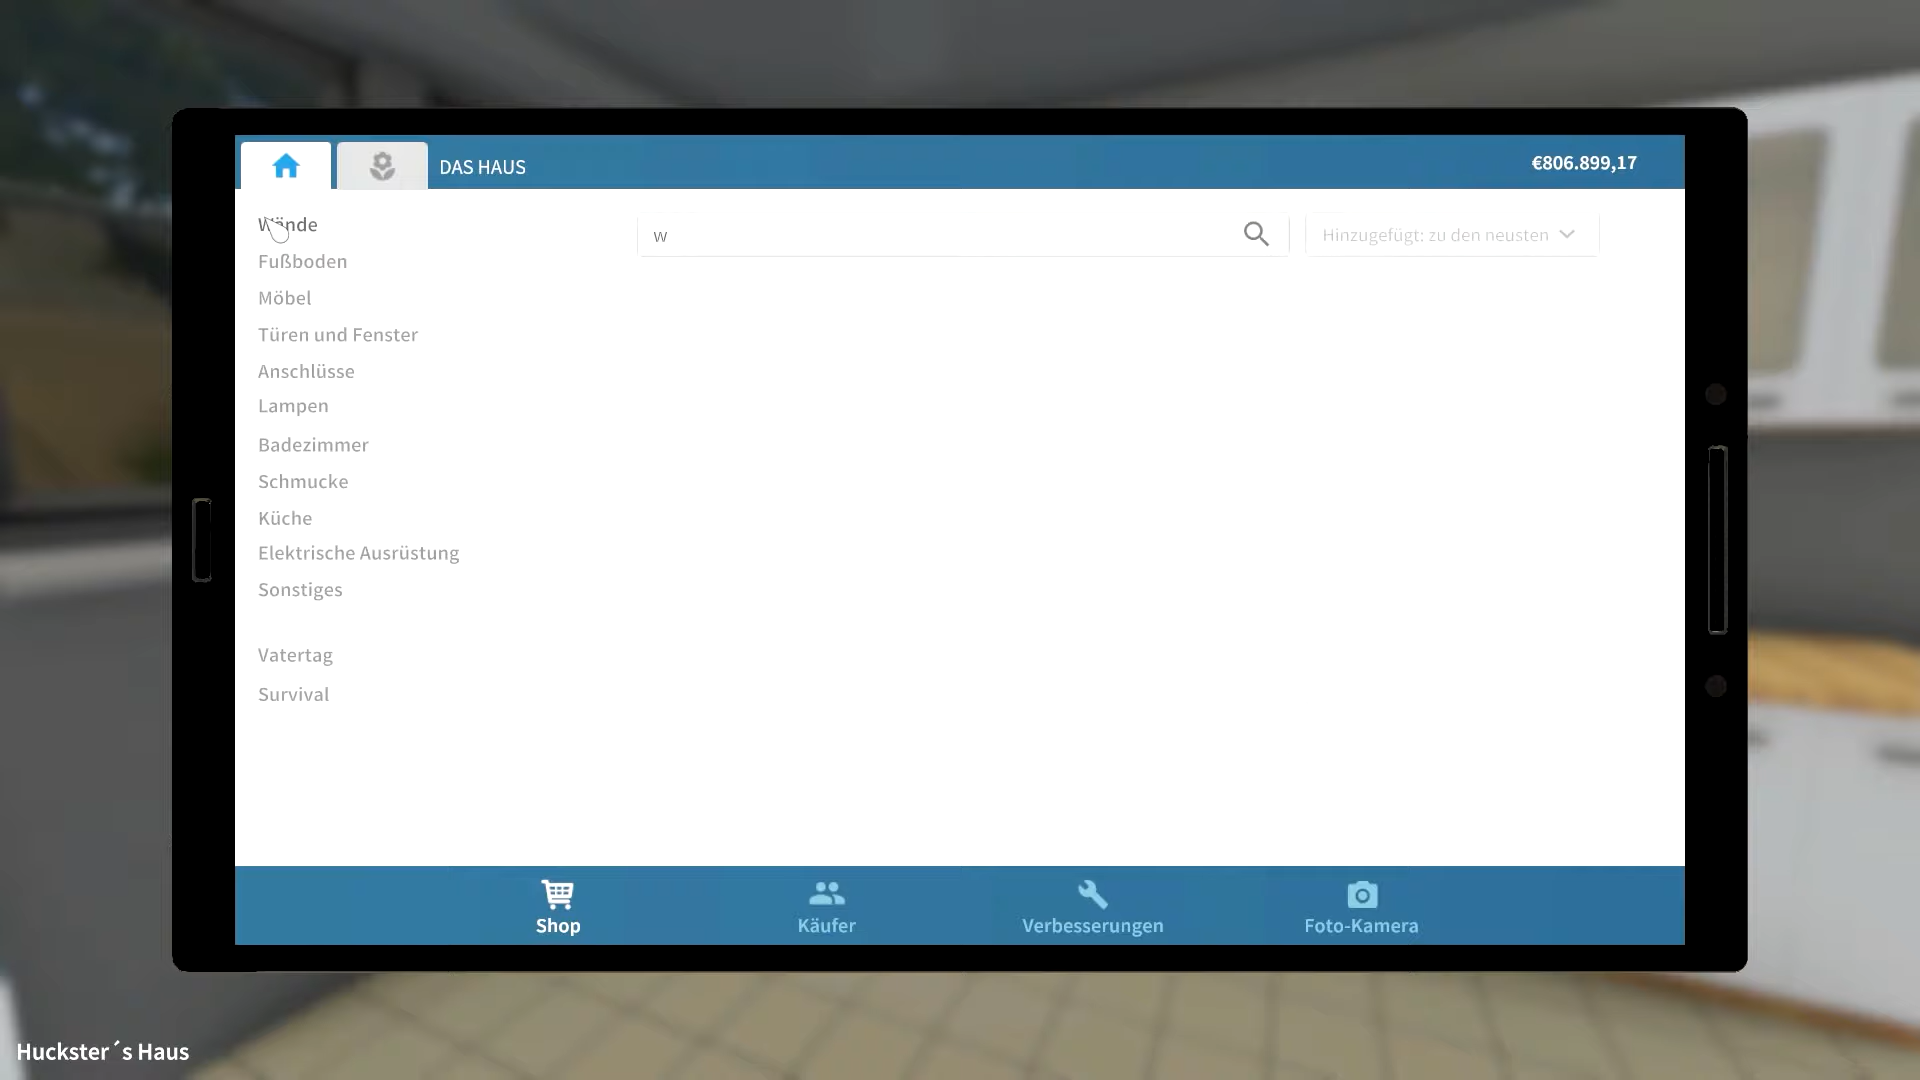 DAS HAUS
€806.899,17
Wände
w
Hinzugefügt: zu den neusten
Fußboden
Möbel
Türen und Fenster
Anschlüsse
Lampen
Badezimmer
Schmucke
Küche
Elektrische Ausrüstung
Sonstiges
Vatertag
Survival
Shop
Käufer
Verbesserungen
Foto-Kamera
Huckster´s Haus